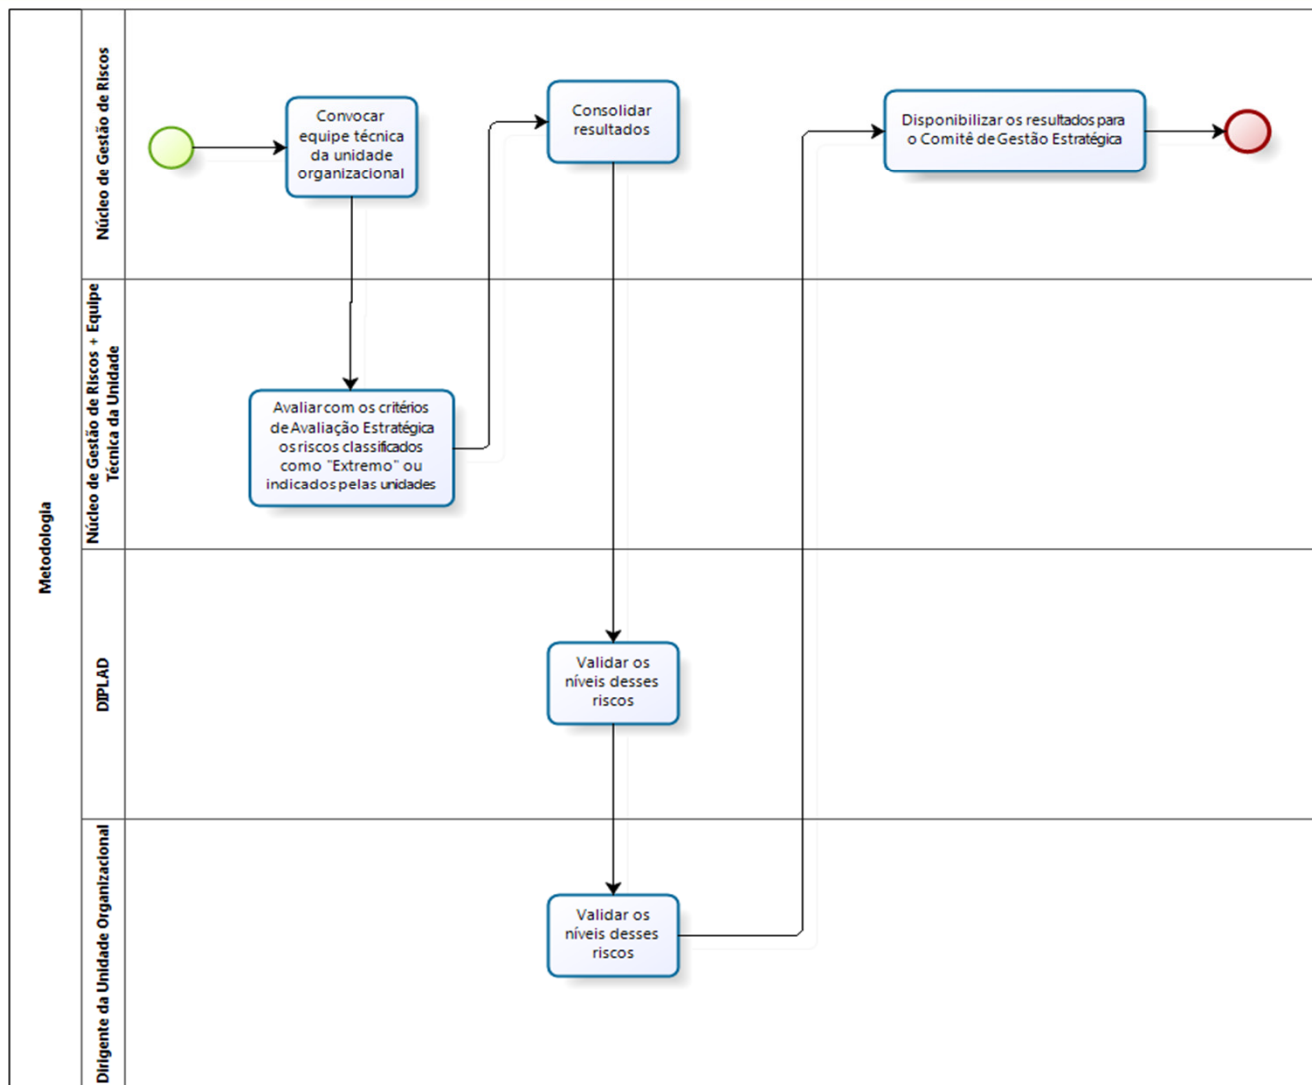 Metodologia
Núcleo de Gestão de Riscos
Convocar
equipe técnica
da unidade
organizacional
Consolidar
resultados
Disponibilizar os resultados para
o Comitê de Gestão Estratégica
Núcleo de Gestão de Riscos + Equipe
Técnica da Unidade
Avaliar com os critérios
de Avaliação Estratégica
os riscos classificados
como "Extremo" ou
indicados pelas unidades
DIPLAD
Validar os
níveis desses
riscos
Dirigente da Unidade Organizacional
Validar os
níveis desses
riscos